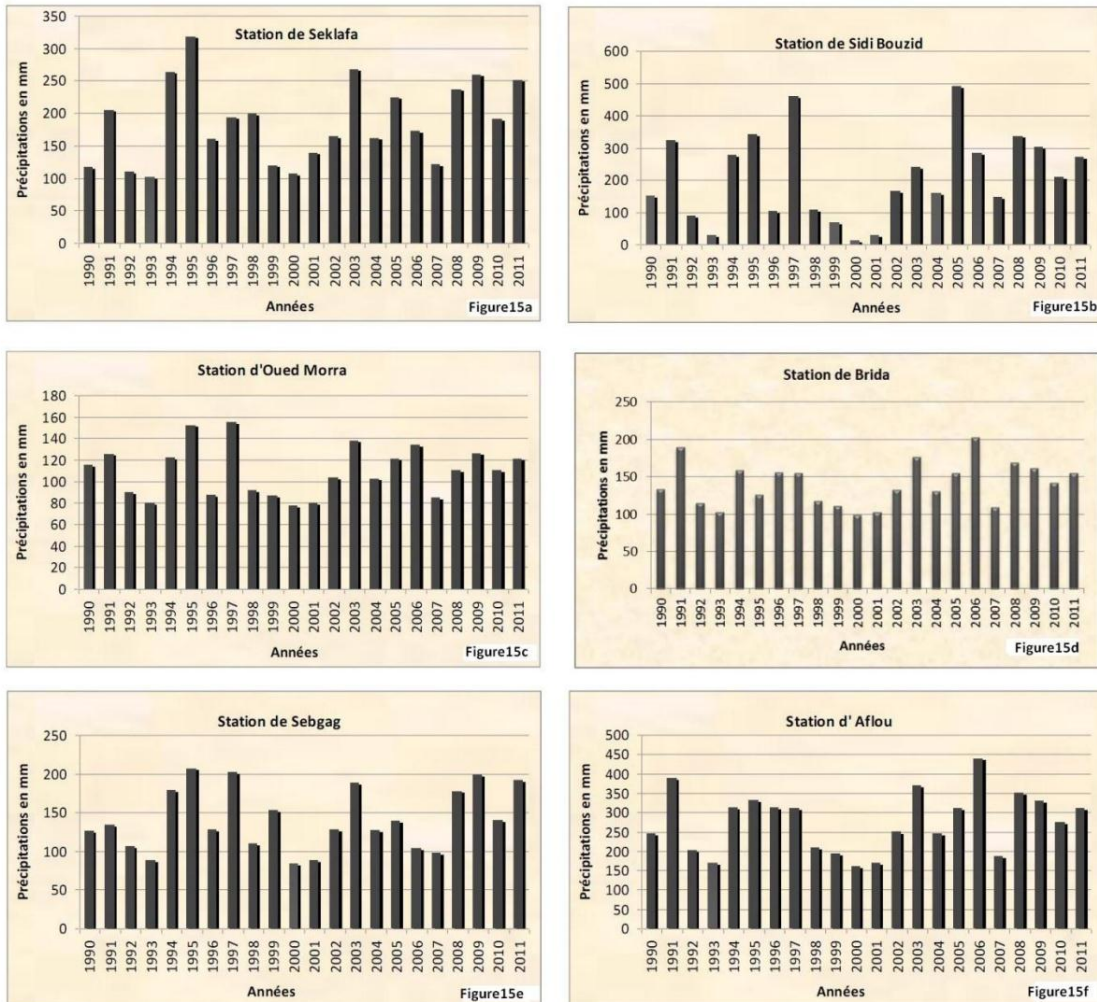 Station de Seklafa
Précipitations en mm
350
300
250
200
150
100
50
0
1990 1991 1992 1993 1994 1995 1996 1997 1998 1999 2000 2001 2002 2003 2004 2005 2006 2007 2008 2009 2010 2011
Années
Figure15a
Station de Sidi Bouzid
Précipitations en mm
600
500
400
300
200
100
0
1990 1991 1992 1993 1994 1995 1996 1997 1998 1999 2000 2001 2002 2003 2004 2005 2006 2007 2008 2009 2010 2011
Années
Figure15b
Station d'Oued Morra
Précipitations en mm
180
160
140
120
100
80
60
40
20
0
1990 1991 1992 1993 1994 1995 1996 1997 1998 1999 2000 2001 2002 2003 2004 2005 2006 2007 2008 2009 2010 2011
Années
Figure15c
Station de Brida
Précipitations en mm
250
200
150
100
50
0
1990 1991 1992 1993 1994 1995 1996 1997 1998 1999 2000 2001 2002 2003 2004 2005 2006 2007 2008 2009 2010 2011
Années
Figure15d
Station de Sebgag
Précipitations en mm
250
200
150
100
50
0
1990 1991 1992 1993 1994 1995 1996 1997 1998 1999 2000 2001 2002 2003 2004 2005 2006 2007 2008 2009 2010 2011
Années
Figure15e
Station d' Aflou
Précipitations en mm
500
450
400
350
300
250
200
150
100
50
0
1990 1991 1992 1993 1994 1995 1996 1997 1998 1999 2000 2001 2002 2003 2004 2005 2006 2007 2008 2009 2010 2011
Années
Figure15f